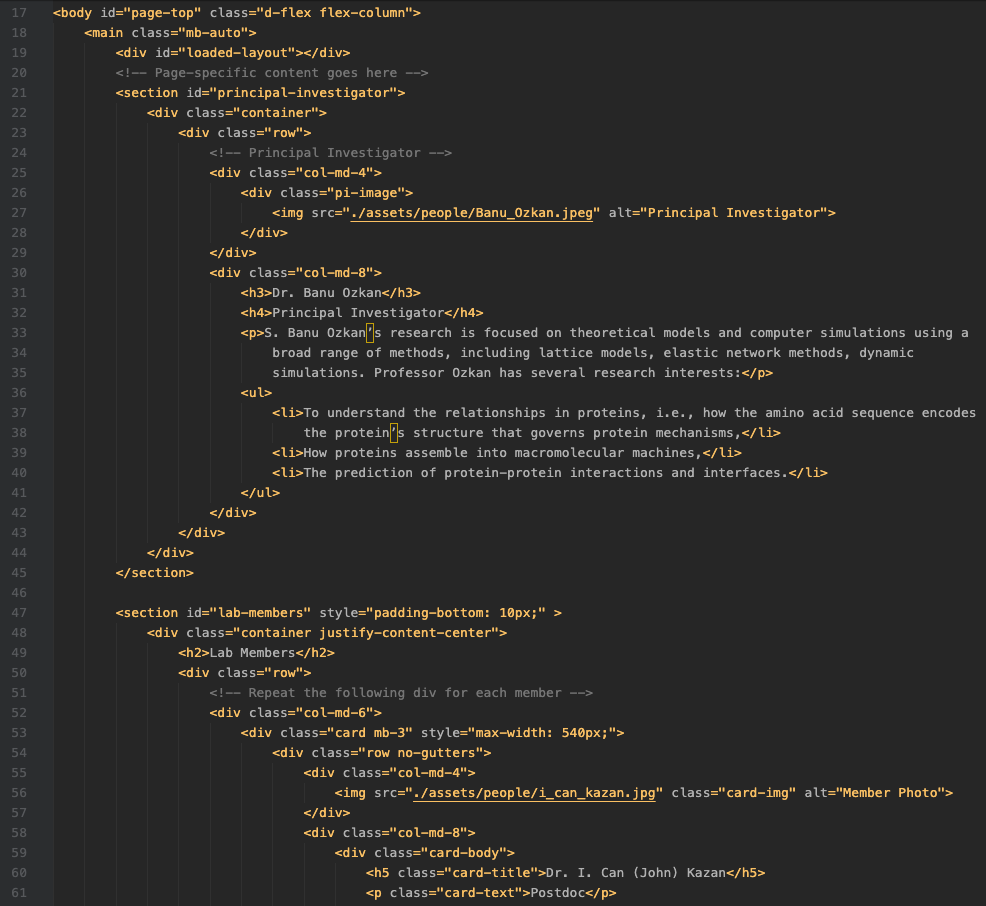 17 <body id="page-top" class="d-flex flex-column">
18 <main class="mb-auto">
19 <div id="loaded-layout"></div>
20 <!-- Page-specific content goes here -->
21 <section id="principal-investigator">
22 <div class="container">
23 <div class="row">
24 <!-- Principal Investigator -->
25 <div class="col-md-4">
26 <div class="pi-image">
27 <img src="./assets/people/Banu_Ozkan.jpeg" alt="Principal Investigator">
28 </div>
29 </div>
30 <div class="col-md-8">
31 <h3>Dr. Banu Ozkan</h3>
32 <h4>Principal Investigator</h4>
33 <p>S. Banu Ozkan’s research is focused on theoretical models and computer simulations using a
34 broad range of methods, including lattice models, elastic network methods, dynamic
35 simulations. Professor Ozkan has several research interests:</p>
36 <ul>
37 <li>To understand the relationships in proteins, i.e., how the amino acid sequence encodes
38 the protein’s structure that governs protein mechanisms,</li>
39 <li>How proteins assemble into macromolecular machines,</li>
40 <li>The prediction of protein-protein interactions and interfaces.</li>
41 </ul>
42 </div>
43 </div>
44 </div>
45 </section>
46
47 <section id="lab-members" style="padding-bottom: 10px;" >
48 <div class="container justify-content-center">
49 <h2>Lab Members</h2>
50 <div class="row">
51 <!-- Repeat the following div for each member -->
52 <div class="col-md-6">
53 <div class="card mb-3" style="max-width: 540px;">
54 <div class="row no-gutters">
55 <div class="col-md-4">
56 <img src="./assets/people/i_can_kazan.jpg" class="card-img" alt="Member Photo">
57 </div>
58 <div class="col-md-8">
59 <div class="card-body">
60 <h5 class="card-title">Dr. I. Can (John) Kazan</h5>
61 <p class="card-text">Postdoc</p>